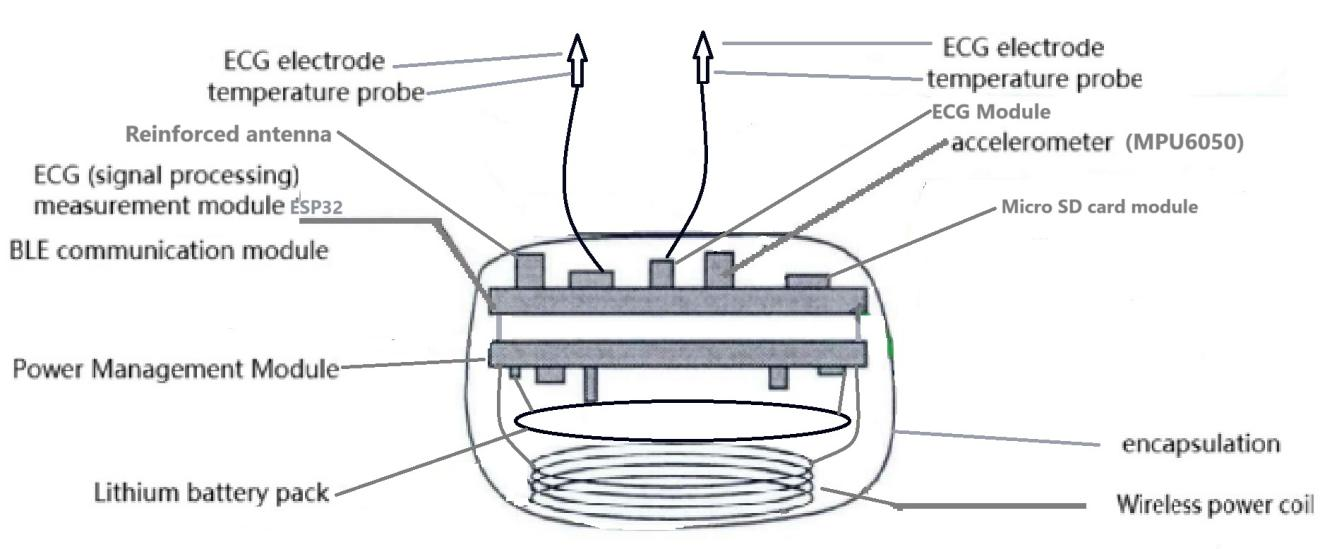 ECG electrode
temperature probe
ECG electrode
temperature probe
ECG Module
Reinforced antenna
accelerometer (MPU6050)
ECG (signal processing)
measurement module ESP32
Micro SD card module
BLE communication module
Power Management Module
encapsulation
Lithium battery pack
Wireless power coil